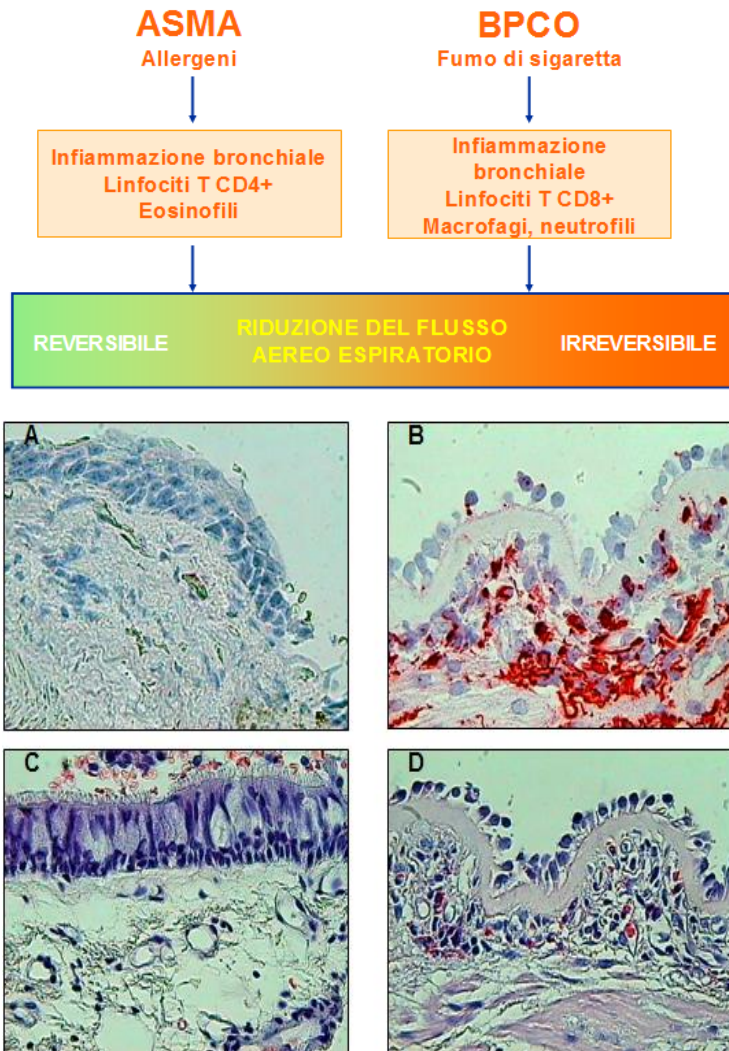 ASMA
Allergeni
BPCO
Fumo di sigaretta
Infiammazione bronchiale
Linfociti T CD4+
Eosinofili
Infiammazione
bronchiale
Linfociti T CD8+
Macrofagi, neutrofili
REVERSIBILE
RIDUZIONE DEL FLUSSO
AEREO ESPIRATORIO
IRREVERSIBILE
A
B
C
D